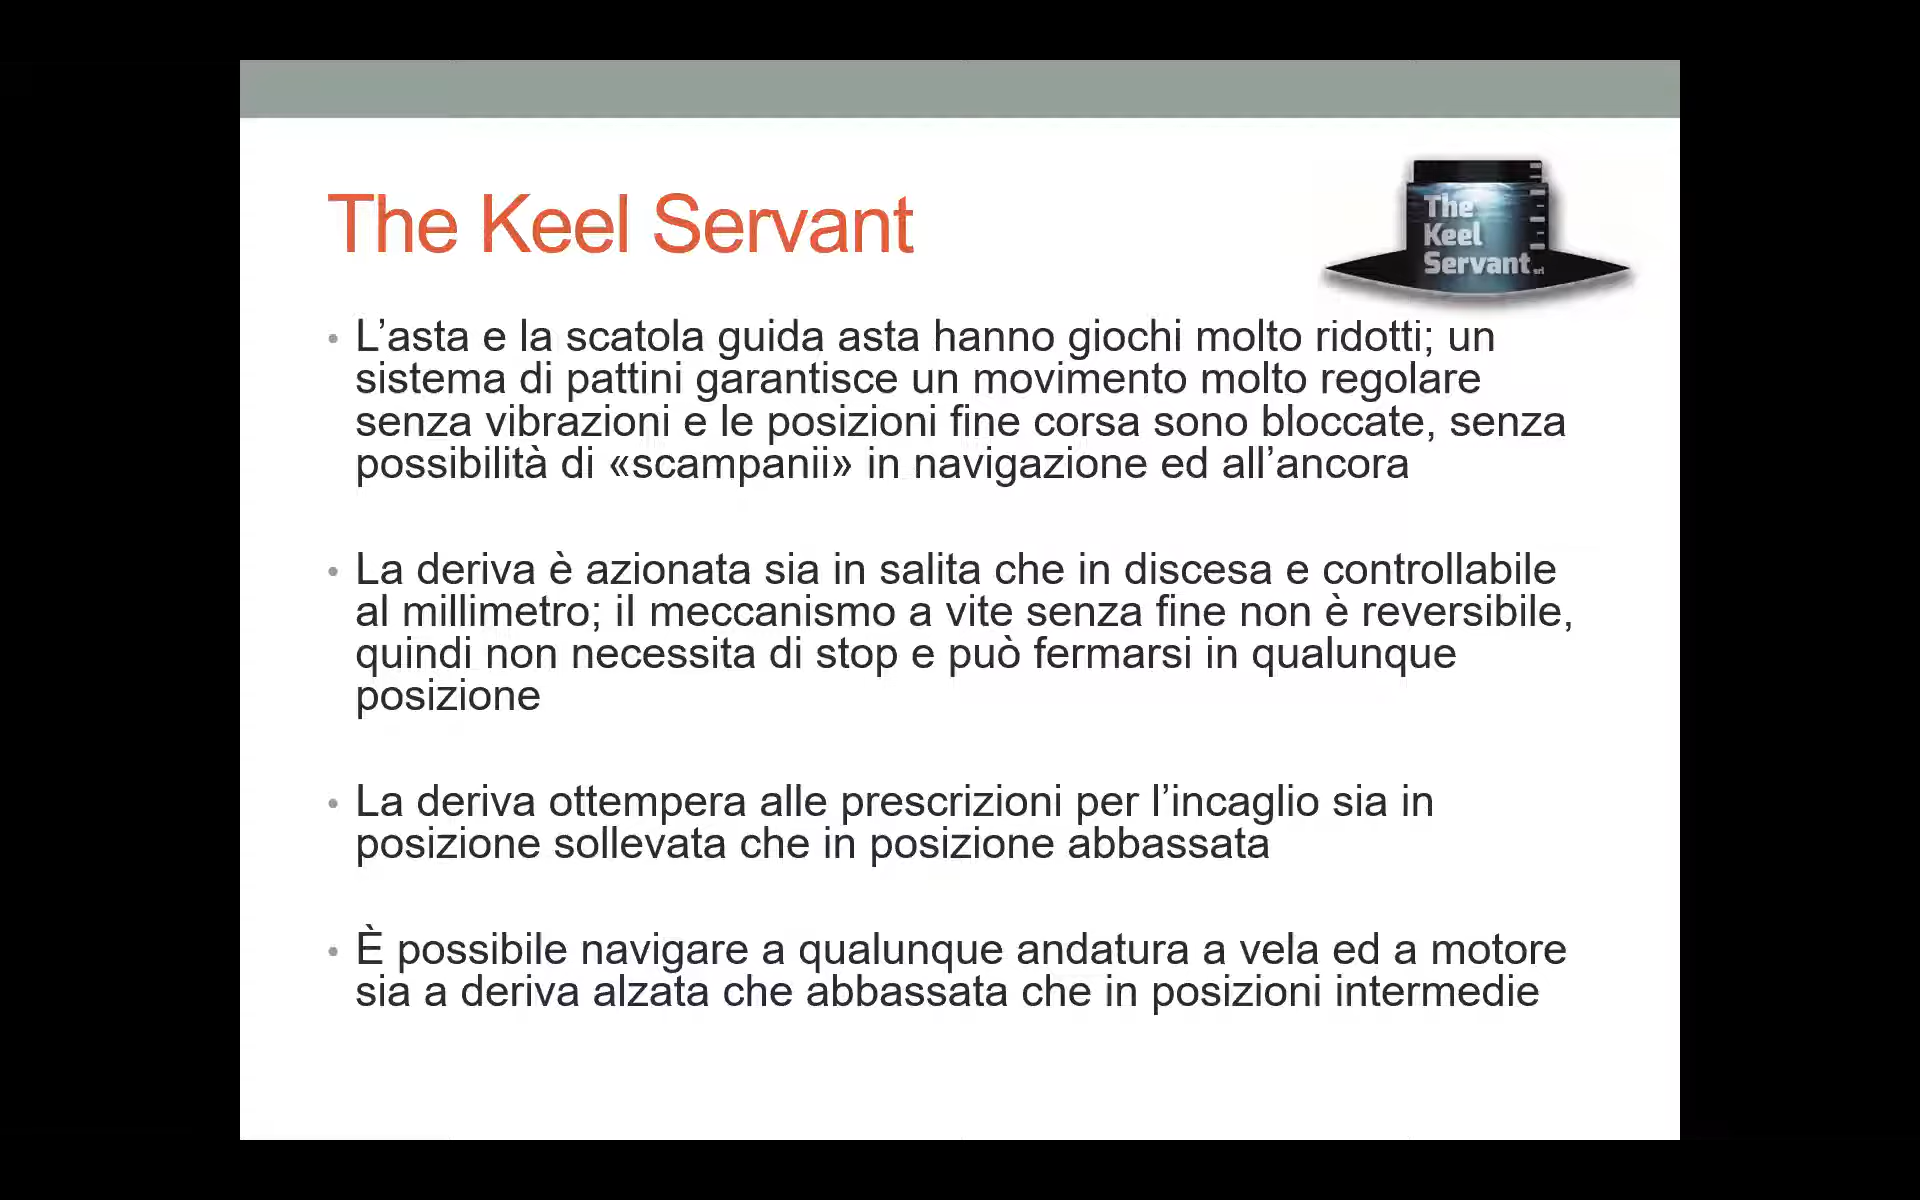 The Keel Servant
The
Keel
Servant srl
• L’asta e la scatola guida asta hanno giochi molto ridotti; un
sistema di pattini garantisce un movimento molto regolare
senza vibrazioni e le posizioni fine corsa sono bloccate, senza
possibilità di «scampanii» in navigazione ed all’ancora
• La deriva è azionata sia in salita che in discesa e controllabile
al millimetro; il meccanismo a vite senza fine non è reversibile,
quindi non necessita di stop e può fermarsi in qualunque
posizione
• La deriva ottempera alle prescrizioni per l’incaglio sia in
posizione sollevata che in posizione abbassata
• È possibile navigare a qualunque andatura a vela ed a motore
sia a deriva alzata che abbassata che in posizioni intermedie